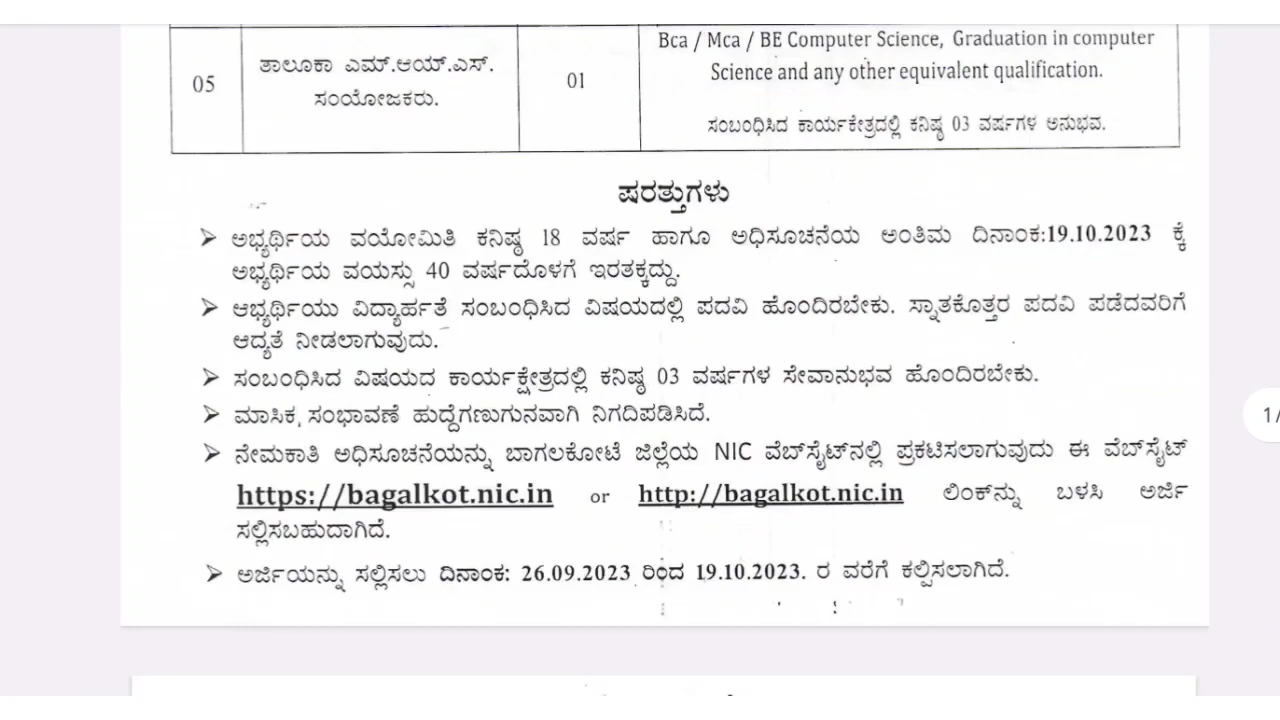 Bca / Mca / BE Computer Science, Graduation in computer
05 ತಾಲೂಕಾ ಎಮ್.ಆಯ್.ಎಸ್. 01 Science and any other equivalent qualification.
ಸಂಯೋಜಕರು.
ಸಂಬಂಧಿಸಿದ ಕಾರ್ಯಕೇತ್ರದಲ್ಲಿ ಕನಿಷ್ಠ 03 ವರ್ಷಗಳ ಅನುಭವ.
ಷರತ್ತುಗಳು
➢ ಅಭ್ಯರ್ಥಿಯ ವಯೋಮಿತಿ ಕನಿಷ್ಠ 18 ವರ್ಷ ಹಾಗೂ ಅಧಿಸೂಚನೆಯ ಅಂತಿಮ ದಿನಾಂಕ:19.10.2023 ಕ್ಕೆ
ಅಭ್ಯರ್ಥಿಯ ವಯಸ್ಸು 40 ವರ್ಷದೊಳಗೆ ಇರತಕ್ಕದ್ದು.
➢ ಆಭ್ಯರ್ಥಿಯು ವಿದ್ಯಾರ್ಹತೆ ಸಂಬಂಧಿಸಿದ ವಿಷಯದಲ್ಲಿ ಪದವಿ ಹೊಂದಿರಬೇಕು. ಸ್ನಾತಕೊತ್ತರ ಪದವಿ ಪಡೆದವರಿಗೆ
ಆದ್ಯತೆ ನೀಡಲಾಗುವುದು.
➢ ಸಂಬಂಧಿಸಿದ ವಿಷಯದ ಕಾರ್ಯಕ್ಷೇತ್ರದಲ್ಲಿ ಕನಿಷ್ಠ 03 ವರ್ಷಗಳ ಸೇವಾನುಭವ ಹೊಂದಿರಬೇಕು.
➢ ಮಾಸಿಕ ಸಂಭಾವಣೆ ಹುದ್ದೆಗಣುಗುನವಾಗಿ ನಿಗದಿಪಡಿಸಿದೆ.
➢ ನೇಮಕಾತಿ ಅಧಿಸೂಚನೆಯನ್ನು ಬಾಗಲಕೋಟೆ ಜಿಲ್ಲೆಯ NIC ವೆಬ್‌ಸೈಟ್‌ನಲ್ಲಿ ಪ್ರಕಟಿಸಲಾಗುವುದು ಈ ವೆಬ್‌ಸೈಟ್
https://bagalkot.nic.in or http://bagalkot.nic.in ಲಿಂಕ್‌ನ್ನು ಬಳಸಿ ಅರ್ಜಿ
ಸಲ್ಲಿಸಬಹುದಾಗಿದೆ.
➢ ಅರ್ಜಿಯನ್ನು ಸಲ್ಲಿಸಲು ದಿನಾಂಕ: 26.09.2023 ರಿಂದ 19.10.2023. ರ ವರೆಗೆ ಕಲ್ಪಿಸಲಾಗಿದೆ.
1/